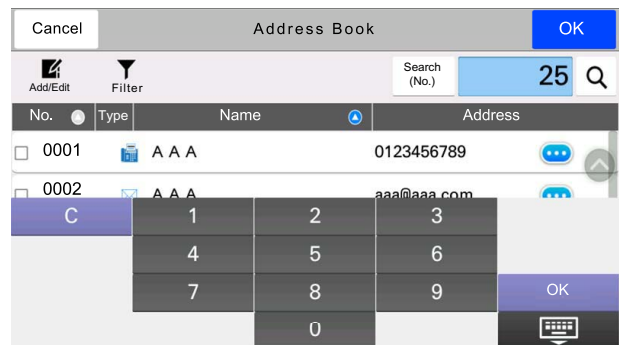 Cancel Address Book OK
Add/Edit Filter Search (No.) 25
No. Type Name Address
0001 A A A 0123456789
0002 A A A aaa@aaa.com
C 1 2 3
4 5 6
7 8 9 OK
0